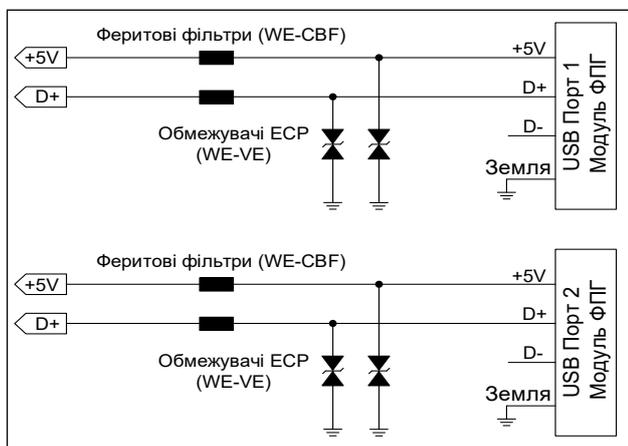 Феритові фільтри (WE-CBF)
+5V
+5V
D+
D+
Обмежувачі ЕСР
(WE-VE)
D-
Земля
USB Порт 1
Модуль ФПГ
Феритові фільтри (WE-CBF)
+5V
+5V
D+
D+
Обмежувачі ЕСР
(WE-VE)
D-
Земля
USB Порт 2
Модуль ФПГ